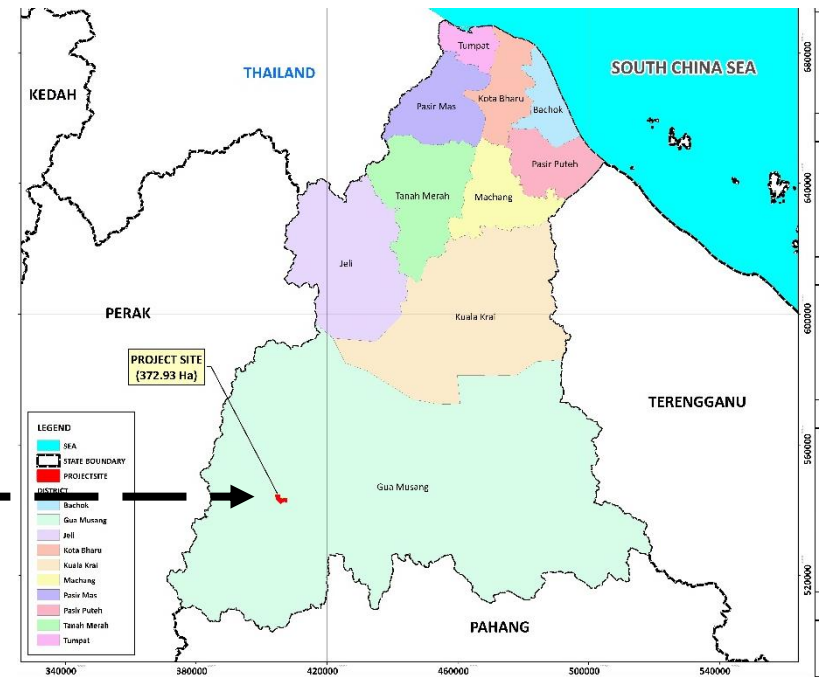 Tumpat
THAILAND
SOUTH CHINA SEA
KEDAH
Pasir Mas
Kota Bharu
Bachok
Pasir Puteh
Tanah Merah
Machang
Jeli
PERAK
Kuala Krai
PROJECT SITE
(372.93 Ha)
TERENGGANU
Gua Musang
PAHANG
LEGEND
SEA
STATE BOUNDARY
PROJECTSITE
DISTRICT
Bachok
Gua Musang
Jeli
Kota Bharu
Kuala Krai
Machang
Pasir Mas
Pasir Puteh
Tanah Merah
Tumpat
680000
640000
600000
560000
520000
340000
380000
420000
460000
500000
540000